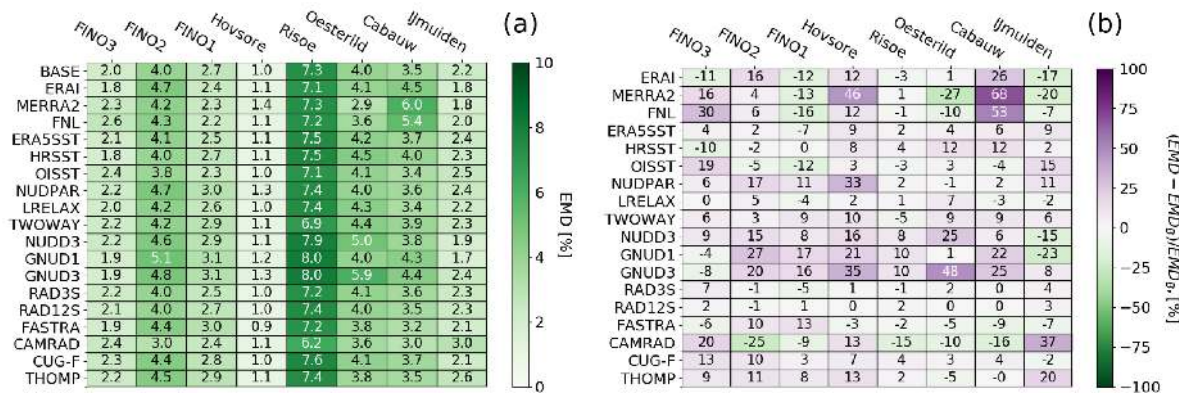 (a)
FINO3 FINO2 FINO1 Hovsore Risoe Oesterild Cabauw IJmuiden
BASE 2.0 4.0 2.7 1.0 7.3 4.0 3.5 2.2
ERAI 1.8 4.7 2.4 1.1 7.1 4.1 4.5 1.8
MERRA2 2.3 4.2 2.3 1.4 7.3 2.9 6.0 1.8
FNL 2.6 4.3 2.2 1.1 7.2 3.6 5.4 2.0
ERA5SST 2.1 4.1 2.5 1.1 7.5 4.2 3.7 2.4
HRSST 1.8 4.0 2.7 1.1 7.5 4.5 4.0 2.3
OISST 2.4 3.8 2.3 1.0 7.1 4.1 3.4 2.5
NUDPAR 2.2 4.7 3.0 1.3 7.4 4.0 3.6 2.4
LRELAX 2.0 4.2 2.6 1.0 7.4 4.3 3.4 2.2
TWOWAY 2.2 4.2 2.9 1.1 6.9 4.4 3.9 2.3
NUDD3 2.2 4.6 2.9 1.1 7.9 5.0 3.8 1.9
GNUD1 1.9 5.1 3.1 1.2 8.0 4.0 4.3 1.7
GNUD3 1.9 4.8 3.1 1.3 8.0 5.9 4.4 2.4
RAD3S 2.2 4.0 2.5 1.0 7.2 4.1 3.6 2.3
RAD12S 2.1 4.0 2.7 1.0 7.4 4.0 3.5 2.3
FASTRA 1.9 4.4 3.0 0.9 7.2 3.8 3.2 2.1
CAMRAD 2.4 3.0 2.4 1.1 6.2 3.6 3.0 3.0
CUG-F 2.3 4.4 2.8 1.0 7.6 4.1 3.7 2.1
THOMP 2.2 4.5 2.9 1.1 7.4 3.8 3.5 2.6
10
8
6
4
2
0
EMD [%]
(b)
FINO3 FINO2 FINO1 Hovsore Risoe Oesterild Cabauw IJmuiden
ERAI -11 16 -12 12 -3 1 26 -17
MERRA2 16 4 -13 46 1 -27 68 -20
FNL 30 6 -16 12 -1 -10 53 -7
ERA5SST 4 2 -7 9 2 4 6 9
HRSST -10 -2 0 8 4 12 12 2
OISST 19 -5 -12 3 -3 3 -4 15
NUDPAR 6 17 11 33 2 -1 2 11
LRELAX 0 5 -4 2 1 7 -3 -2
TWOWAY 6 3 9 10 -5 9 9 6
NUDD3 9 15 8 16 8 25 6 -15
GNUD1 -4 27 17 21 10 1 22 -23
GNUD3 -8 20 16 35 10 48 25 8
RAD3S 7 -1 -5 1 -1 2 0 4
RAD12S 2 -1 1 0 2 0 0 3
FASTRA -6 10 13 -3 -2 -5 -9 -7
CAMRAD 20 -25 -9 13 -15 -10 -16 37
CUG-F 13 10 3 7 4 3 4 -2
THOMP 9 11 8 13 2 -5 -0 20
100
75
50
25
0
−25
−50
−75
−100